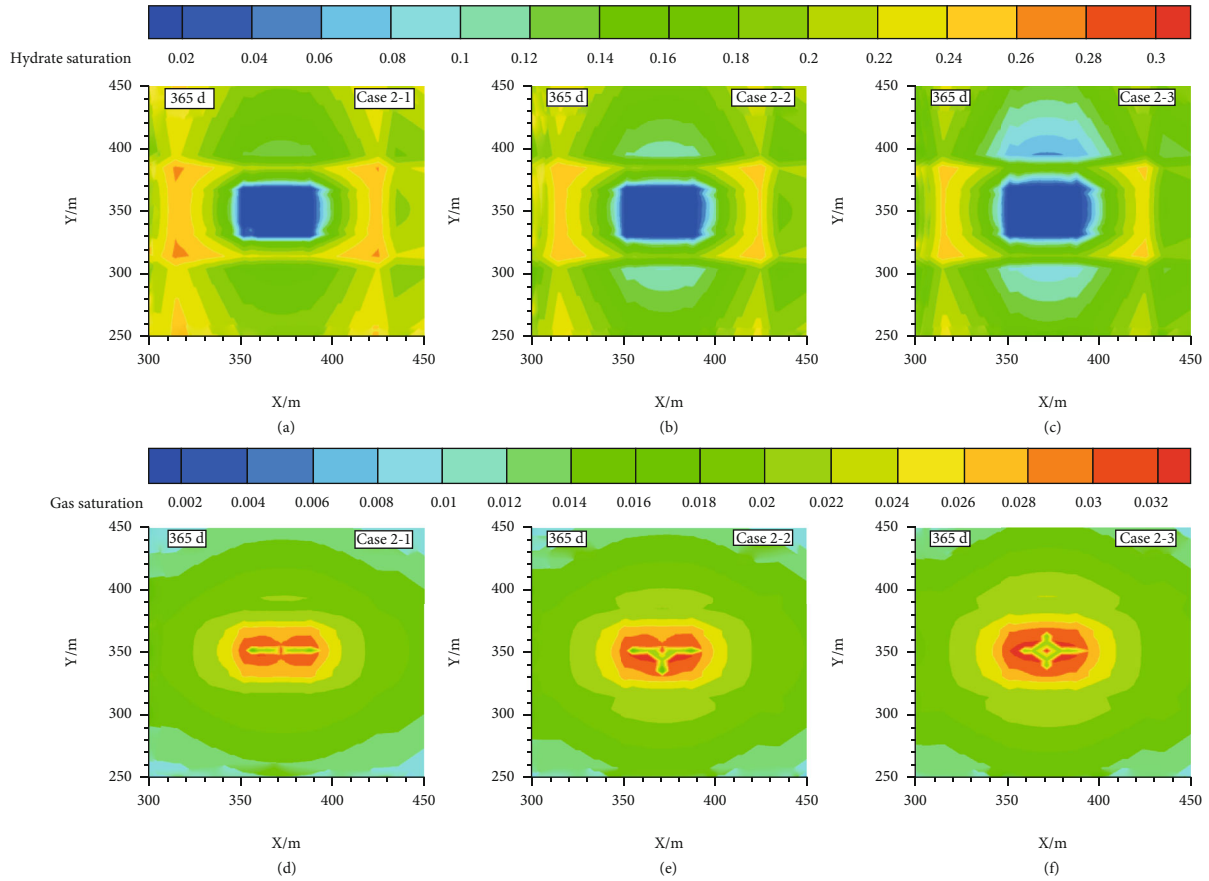 Hydrate saturation 0.02 0.04 0.06 0.08 0.1 0.12 0.14 0.16 0.18 0.2 0.22 0.24 0.26 0.28 0.3
450 365 d Case 2-1 450 365 d Case 2-2 450 365 d Case 2-3
400 400 400
Y/m 350 Y/m 350 Y/m 350
300 300 300
250 250 250
300 350 400 450 300 350 400 450 300 350 400 450
X/m X/m X/m
(a) (b) (c)
Gas saturation 0.002 0.004 0.006 0.008 0.01 0.012 0.014 0.016 0.018 0.02 0.022 0.024 0.026 0.028 0.03 0.032
450 365 d Case 2-1 450 365 d Case 2-2 450 365 d Case 2-3
400 400 400
Y/m 350 Y/m 350 Y/m 350
300 300 300
250 250 250
300 350 400 450 300 350 400 450 300 350 400 450
X/m X/m X/m
(d) (e) (f)